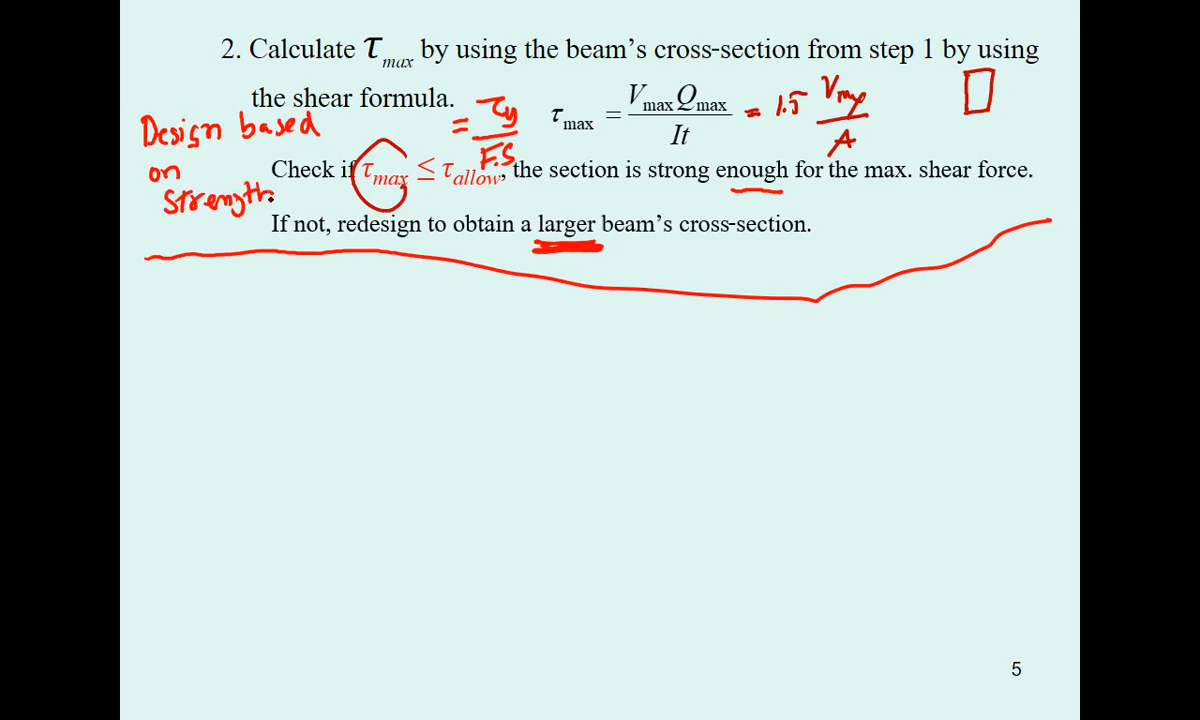 2. Calculate τmax by using the beam's cross-section from step 1 by using
the shear formula. τmax = VmaxQmax / It = 1.5 Vmax / A
Design based
on
strength
= τy / F.S
Check if τmax ≤ τallow, the section is strong enough for the max. shear force.
If not, redesign to obtain a larger beam's cross-section.
5